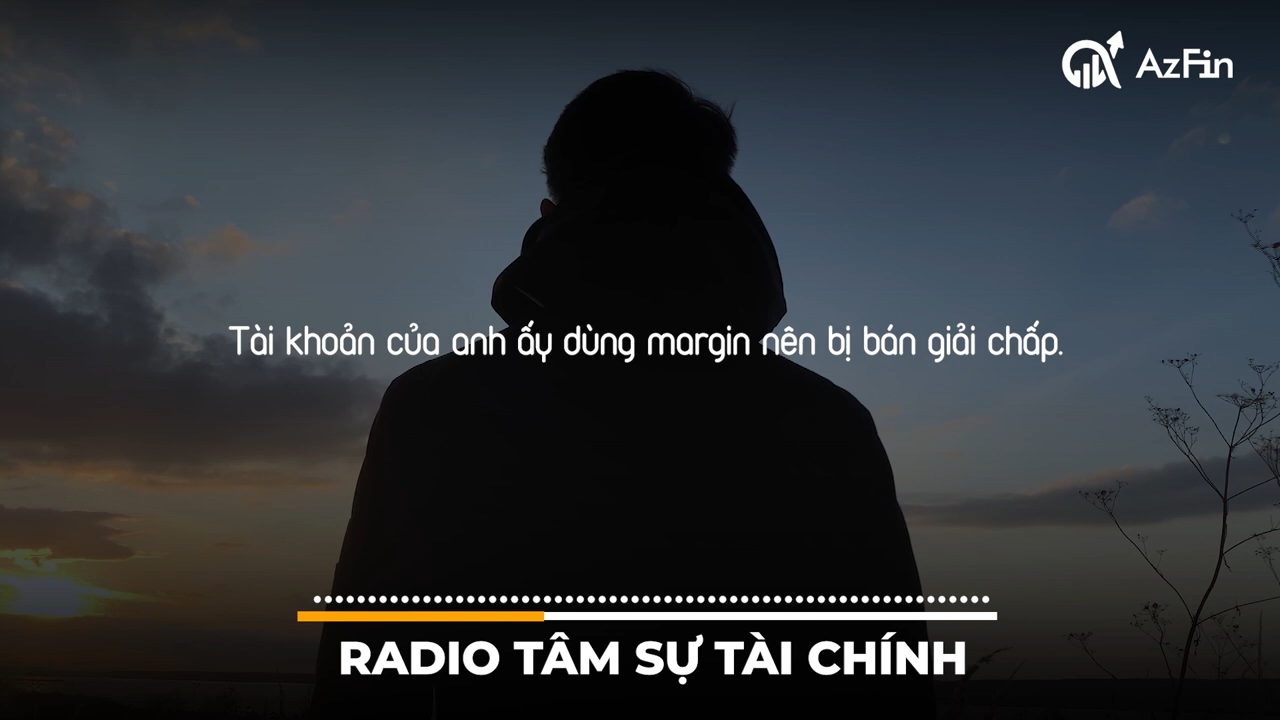 AzFin
Tài khoản của anh ấy dùng margin nên bị bán giải chấp.
RADIO TÂM SỰ TÀI CHÍNH